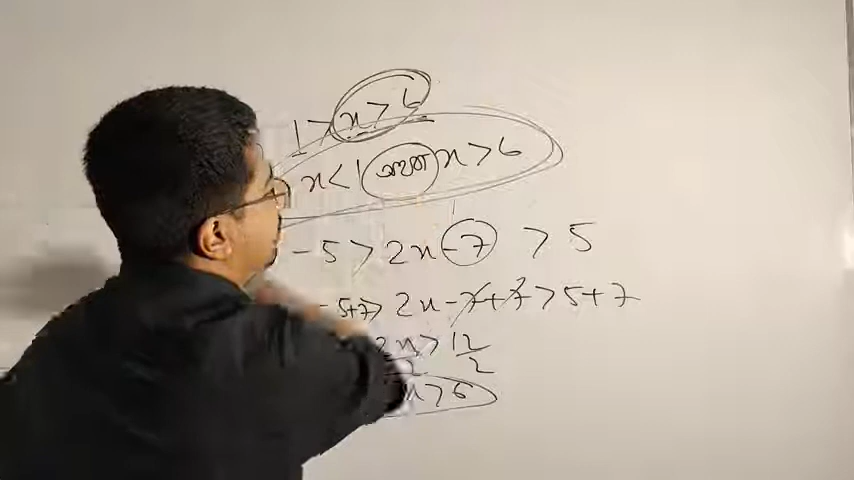 1 > x > 6
x < 1 অথবা x > 6
- 5 > 2x - 7 > 5
- 5+7 > 2x - 7 + 7 > 5 + 7
2x/2 > 12/2
x > 6